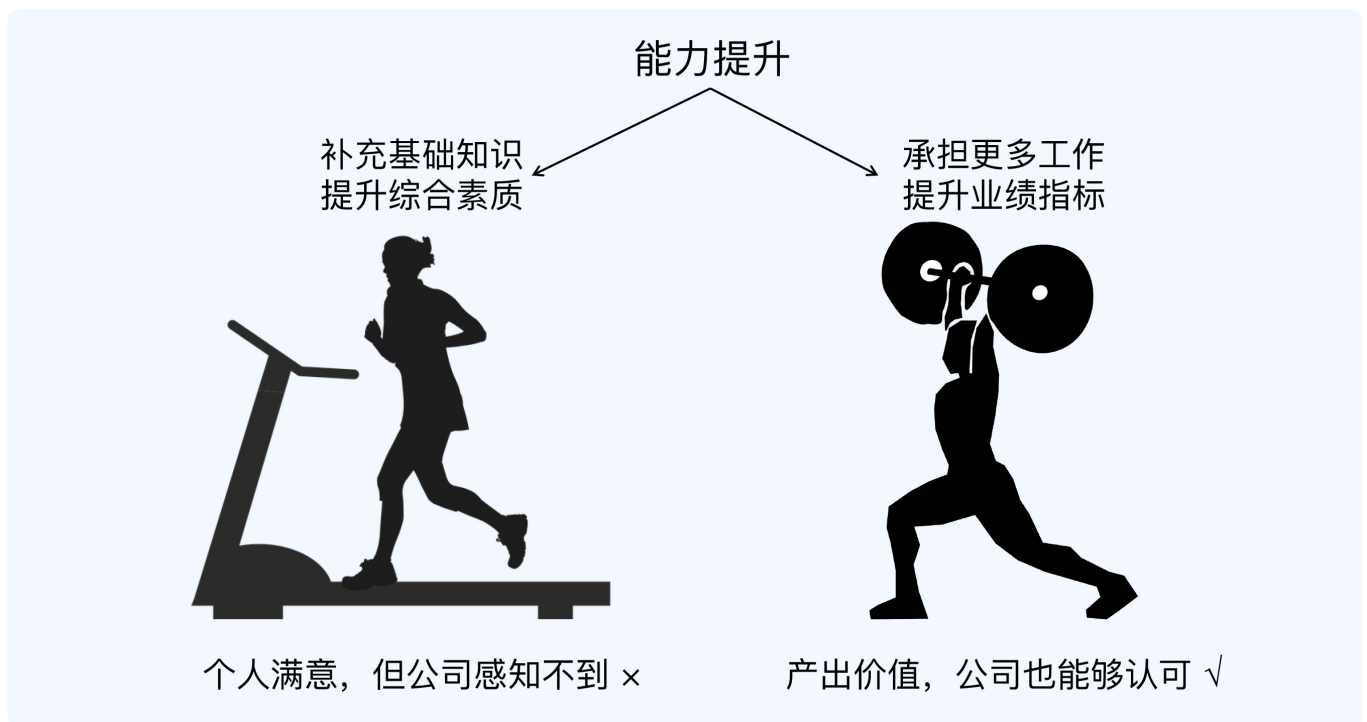 能力提升
补充基础知识
提升综合素质
承担更多工作
提升业绩指标
个人满意，但公司感知不到 ×
产出价值，公司也能够认可 √